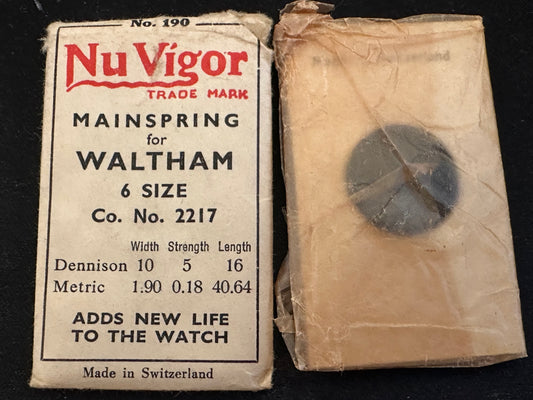 No. 190
Nu Vigor
TRADE MARK
MAINSPRING
for
WALTHAM
6 SIZE
Co. No. 2217
Width Strength Length
Dennison 10 5 16
Metric 1.90 0.18 40.64
ADDS NEW LIFE
TO THE WATCH
Made in Switzerland